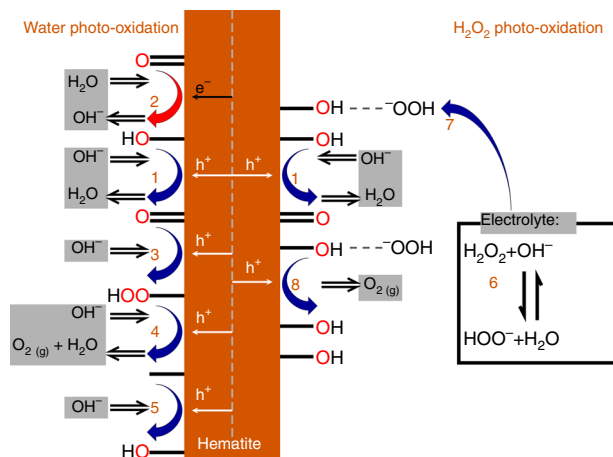 Water photo-oxidation
H₂O₂ photo-oxidation
O
H₂O
OH⁻
2
e⁻
HO
OH⁻
H₂O
1
h⁺
O
OH⁻
3
h⁺
HOO
OH⁻
O₂ (g) + H₂O
4
h⁺
OH⁻
5
h⁺
HO
Hematite
OH
⁻OOH
7
OH
h⁺
1
OH⁻
H₂O
O
OH
⁻OOH
h⁺
8
O₂ (g)
OH
OH
Electrolyte:
H₂O₂+OH⁻
6
HOO⁻+H₂O